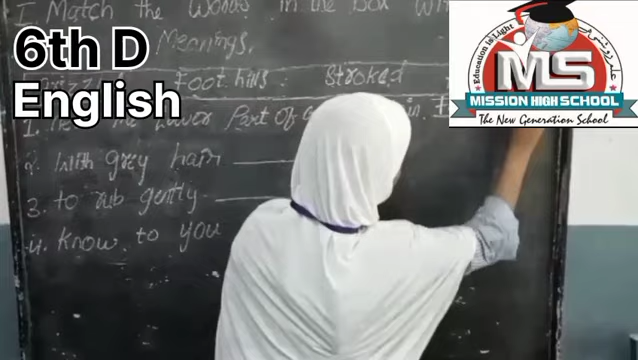 I. Match the Words in the box
Meanings.
Foot hills: Stroked
1. the lower Part of a
2. With grey hair
3. to rub gently
4. know to you
6th D
English
Education is Light
MS
MISSION HIGH SCHOOL
The New Generation School